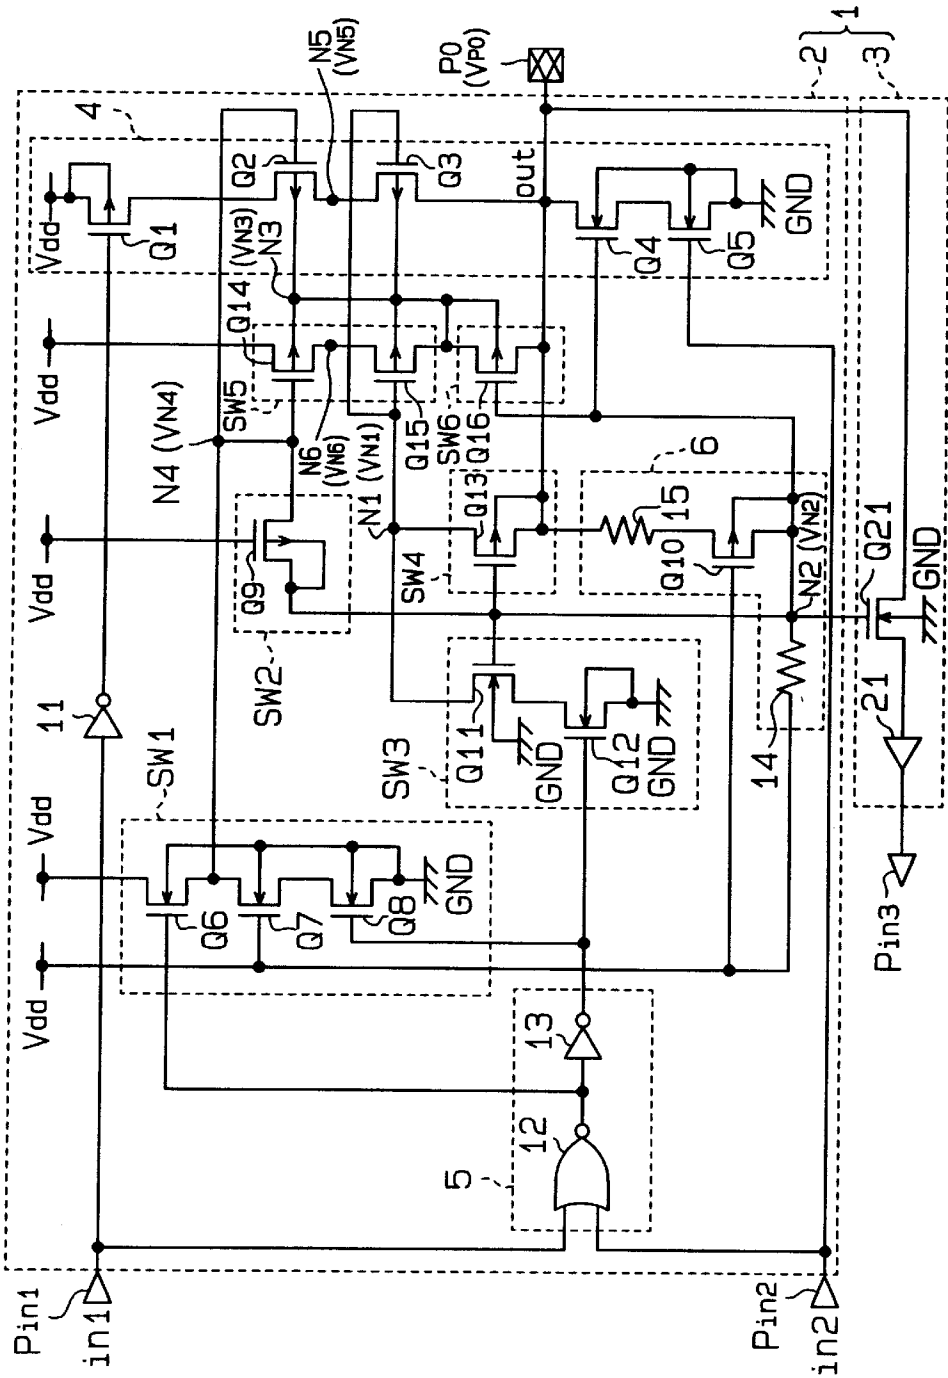 1
2
3
4
N5
(VN5)
P0
(VP0)
Vdd
Q1
Q2
Q3
out
Q4
Q5
GND
Vdd
Q14
(VN3)
N3
SW5
N6
(VN6)
Q15
SW6
Q16
N4 (VN4)
(VN1)
N1
Q13
SW4
6
15
Q10
N2 (VN2)
Q21
GND
Vdd
Q9
SW2
11
SW1
SW3
Q11
GND
Q12
GND
14
21
Vdd
Vdd
Q6
Q7
Q8
GND
Pin3
5
12
13
Pin1
in1
Pin2
in2